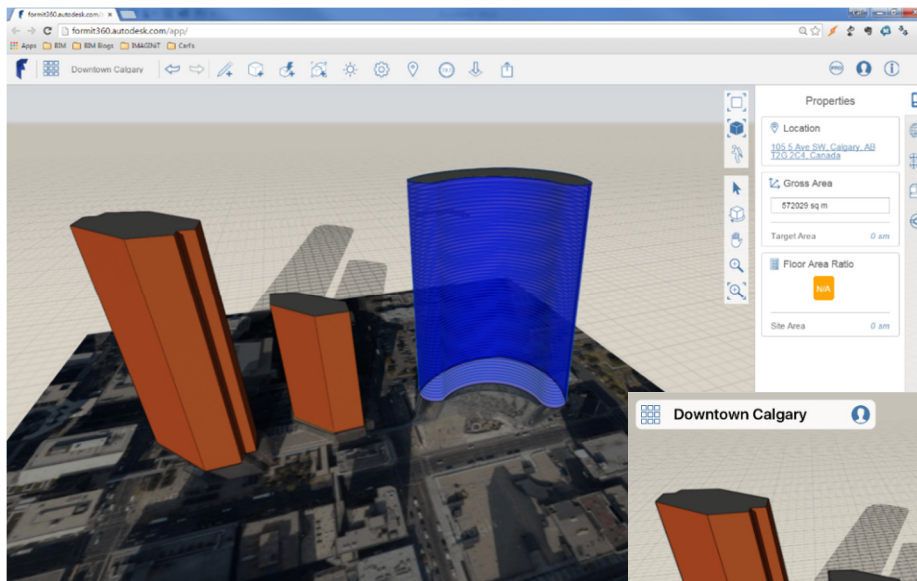 formit360.autodesk.com/
formit360.autodesk.com/app/
Apps BIM BIM Blogs IMAGINiT Certs
Downtown Calgary
PRO
Properties
Location
105 5 Ave SW, Calgary, AB
T2G 2C4, Canada
Gross Area
572029 sq m
Target Area 0 sm
Floor Area Ratio
N/A
Site Area 0 sm
Downtown Calgary